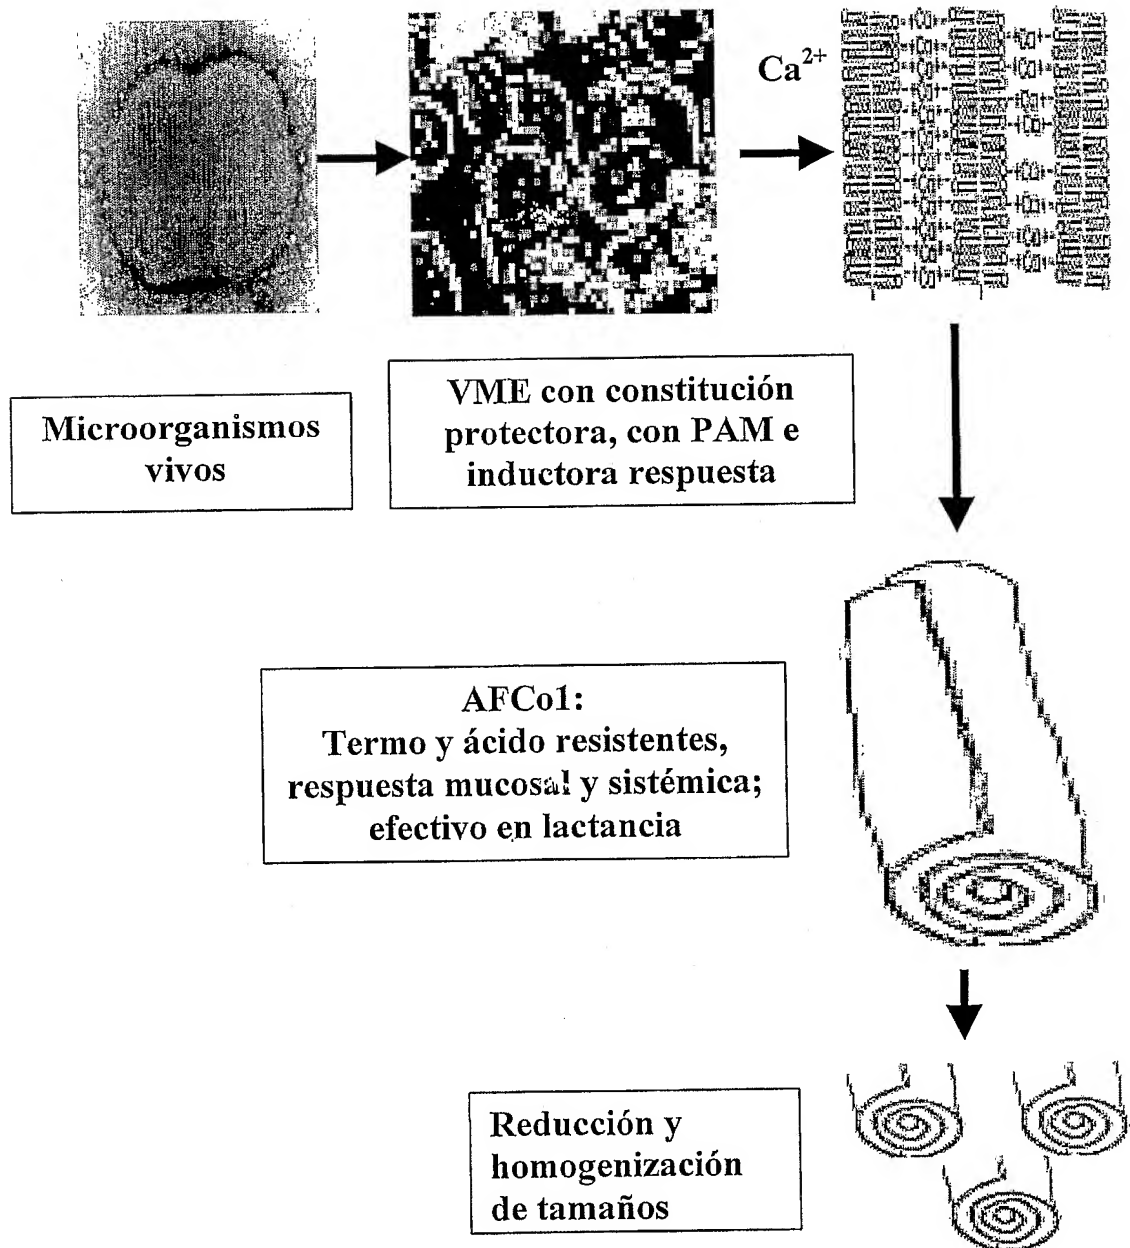 Ca²⁺
Microorganismos
vivos
VME con constitución
protectora, con PAM e
inductora respuesta
AFCo1:
Termo y ácido resistentes,
respuesta mucosal y sistémica;
efectivo en lactancia
Reducción y
homogenización
de tamaños